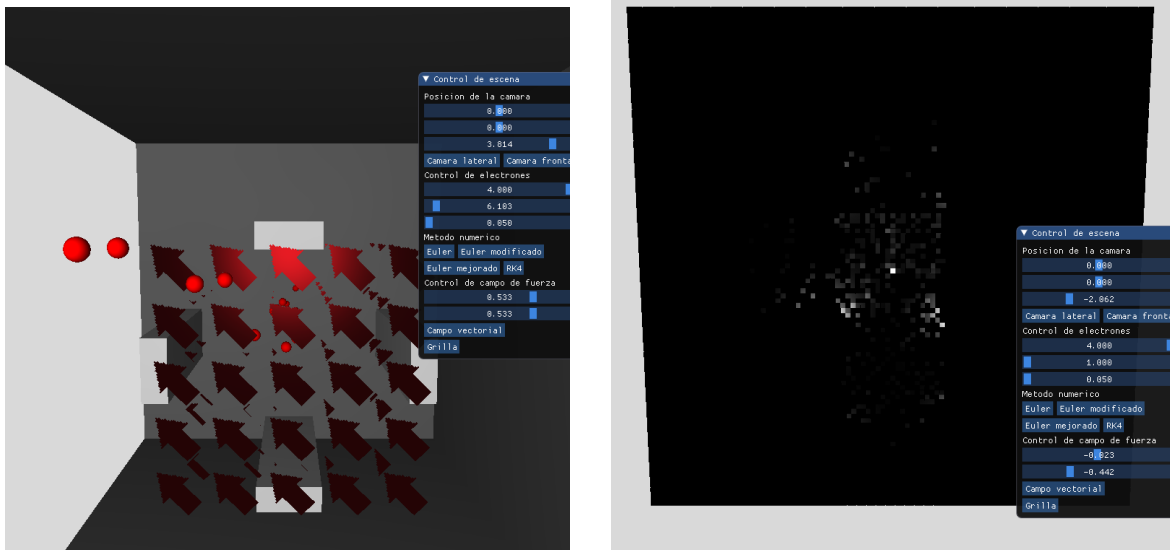 Control de escena
Posicion de la camara
0.000
0.000
3.814
Camara lateral Camara fronta
Control de electrones
4.000
6.103
0.050
Metodo numerico
Euler Euler modificado
Euler mejorado RK4
Control de campo de fuerza
0.533
0.533
Campo vectorial
Grilla
Control de escena
Posicion de la camara
0.000
0.000
-2.062
Camara lateral Camara fronta
Control de electrones
4.000
1.000
0.050
Metodo numerico
Euler Euler modificado
Euler mejorado RK4
Control de campo de fuerza
-0.023
-0.442
Campo vectorial
Grilla